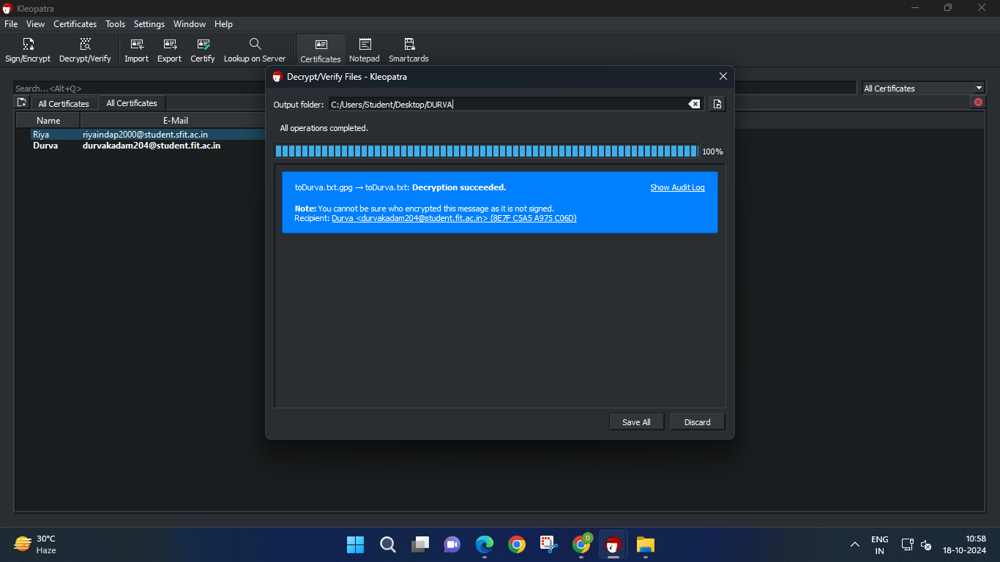 Kleopatra
File View Certificates Tools Settings Window Help
Sign/Encrypt Decrypt/Verify Import Export Certify Lookup on Server Certificates Notepad Smartcards
Search...<Alt+Q> All Certificates
All Certificates All Certificates
Name E-Mail
Riya riyaindap2000@student.sfit.ac.in
Durva durvakadam204@student.fit.ac.in
Decrypt/Verify Files - Kleopatra
Output folder: C:/Users/Student/Desktop/DURVA
All operations completed.
100%
toDurva.txt.gpg → toDurva.txt: Decryption succeeded. Show Audit Log
Note: You cannot be sure who encrypted this message as it is not signed.
Recipient: Durva <durvakadam204@student.fit.ac.in> (8E7F C5A5 A975 C06D)
Save All Discard
30°C
Haze
D
ENG
IN
10:58
18-10-2024